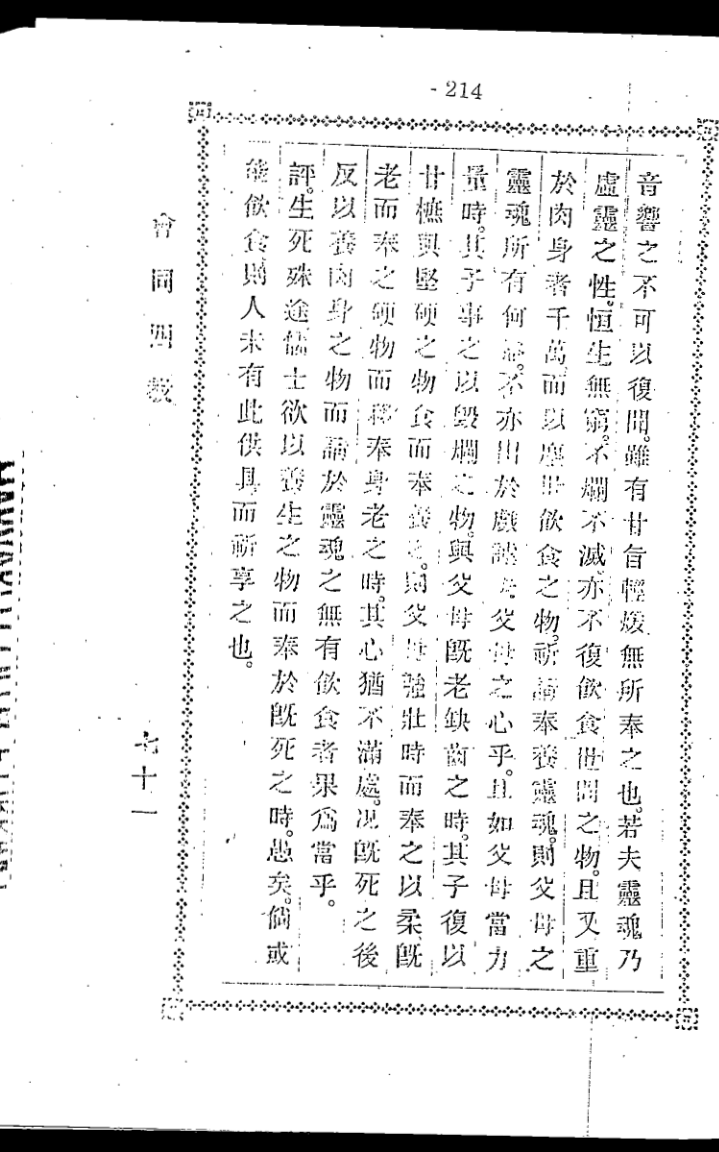 - 214
音響之不可以復聞。雖有甘旨輕煖無所奉之也。若夫靈魂乃
虛靈之性。恒生無窮。不爛不滅。亦不復飲食世間之物。且又重
於肉身者千萬。而以塵世飲食之物。祈請奉養靈魂。則父母之
靈魂所有何益。不亦出於戲謔父母之心乎。且如父母當力
量時。其子事之以毀爛之物。與父母既老缺齒之時。其子復以
甘樵與堅硬之物食而奉養之。則父母強壯時而奉之以柔既
老而奉之硬物而釋奉身老之時。其心猶不滿處。况既死之後
反以養肉身之物而請於靈魂之無有飲食者果爲當乎。
評。生死殊途儒士欲以養生之物而奉於既死之時。愚矣。倘或
能飲食則人未有此供具而祈享之也。
會同四教
七十一